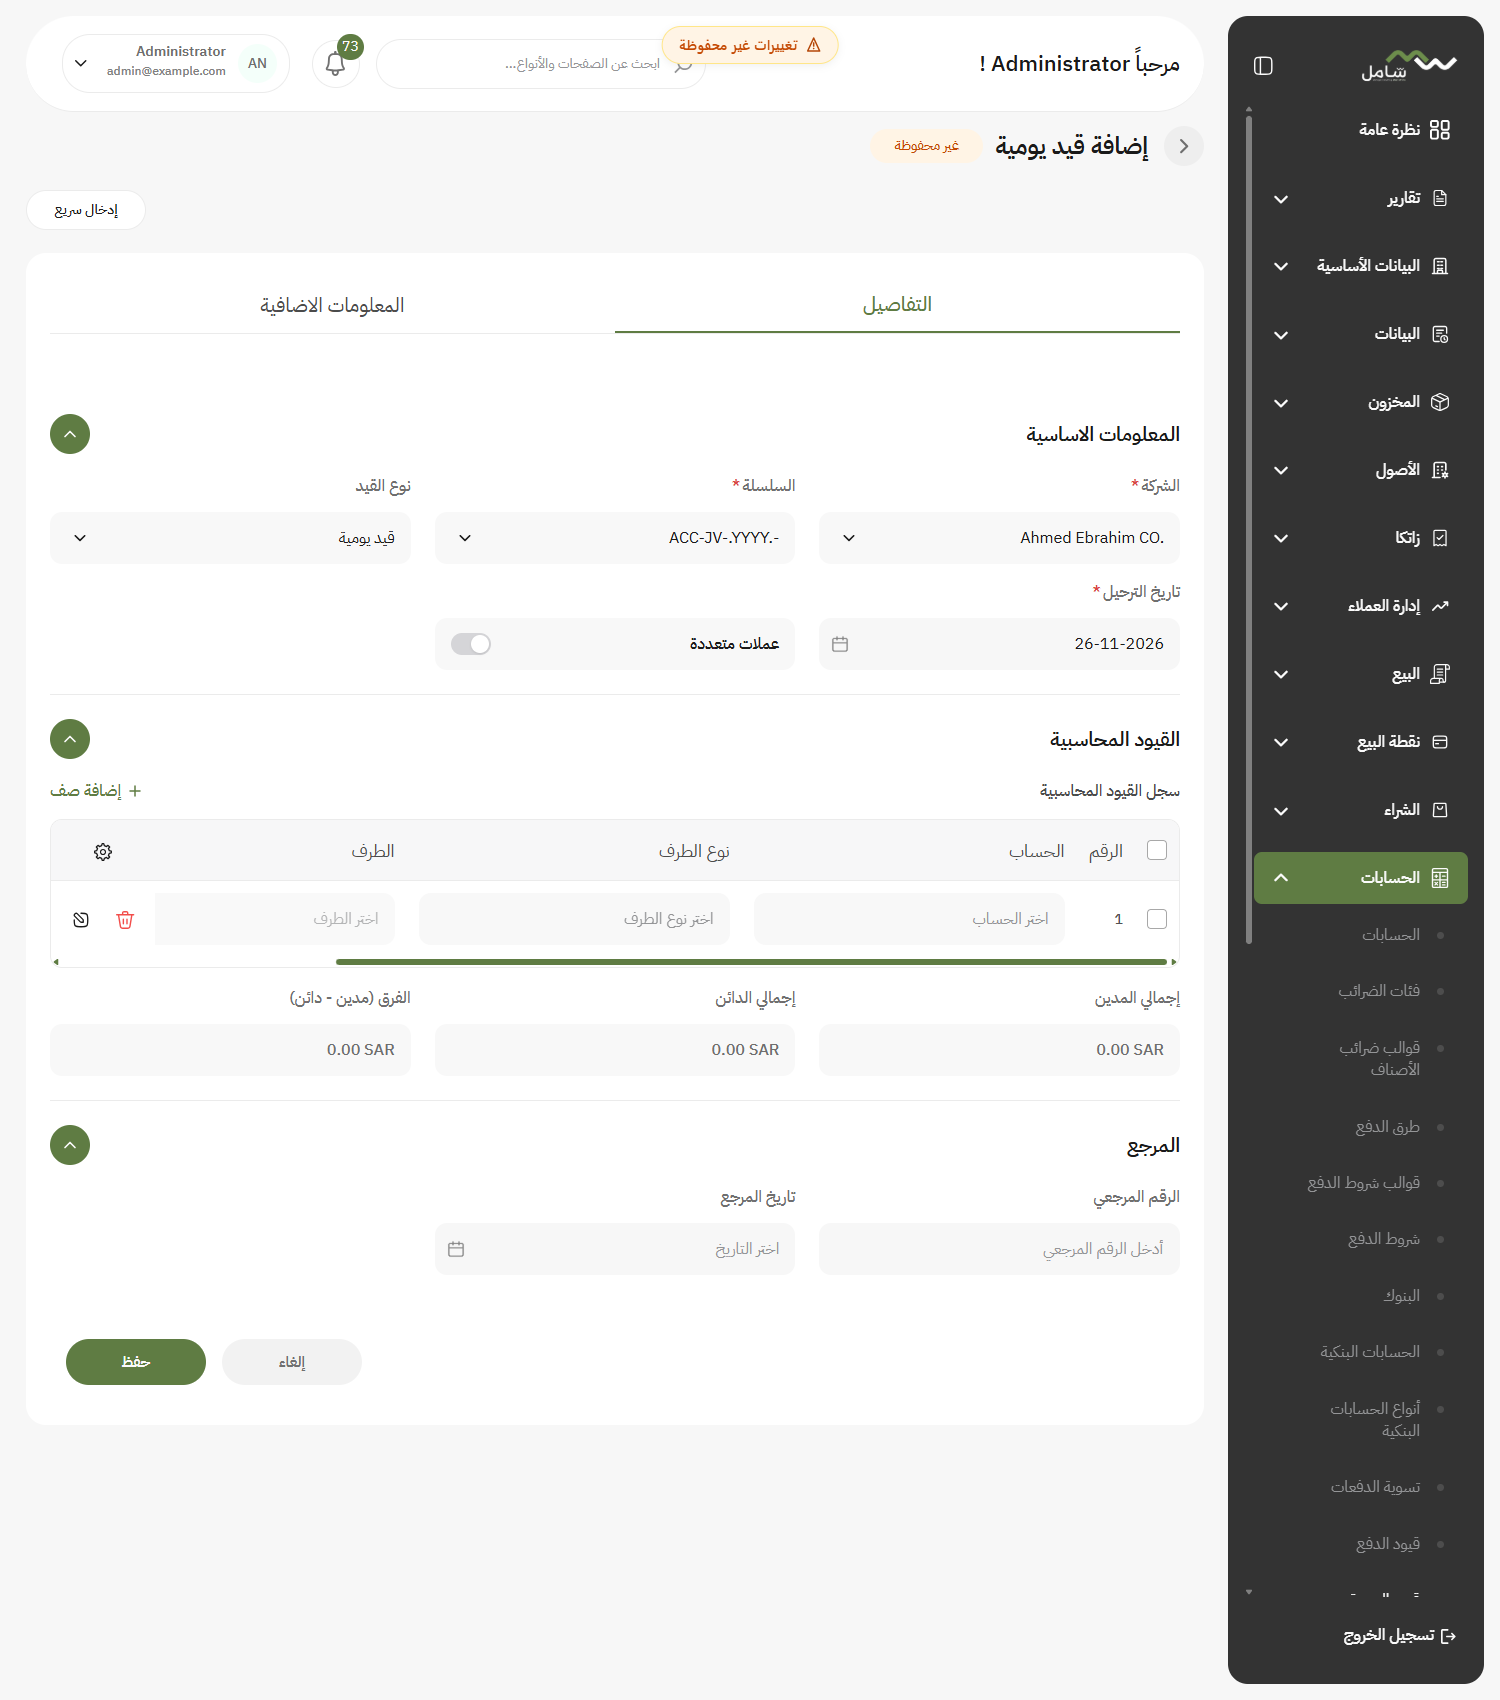 شامل
نظرة عامة
تقارير
البيانات الأساسية
البيانات
المخزون
الأصول
زاتكا
إدارة العملاء
البيع
نقطة البيع
الشراء
الحسابات
الحسابات
فئات الضرائب
قوالب ضرائب
الأصناف
طرق الدفع
قوالب شروط الدفع
شروط الدفع
البنوك
الحسابات البنكية
أنواع الحسابات
البنكية
تسوية الدفعات
قيود الدفع
تسجيل الخروج
مرحباً Administrator !
تغييرات غير محفوظة
ابحث عن الصفحات والأنواع...
73
AN
Administrator
admin@example.com
إضافة قيد يومية
غير محفوظة
إدخال سريع
التفاصيل
المعلومات الاضافية
المعلومات الاساسية
الشركة *
السلسلة *
نوع القيد
Ahmed Ebrahim CO.
ACC-JV-.YYYY.-
قيد يومية
تاريخ الترحيل *
26-11-2026
عملات متعددة
القيود المحاسبية
سجل القيود المحاسبية
+ إضافة صف
الرقم
الحساب
نوع الطرف
الطرف
1
اختر الحساب
اختر نوع الطرف
اختر الطرف
إجمالي المدين
إجمالي الدائن
الفرق (مدين - دائن)
0.00 SAR
0.00 SAR
0.00 SAR
المرجع
الرقم المرجعي
تاريخ المرجع
أدخل الرقم المرجعي
اختر التاريخ
إلغاء
حفظ